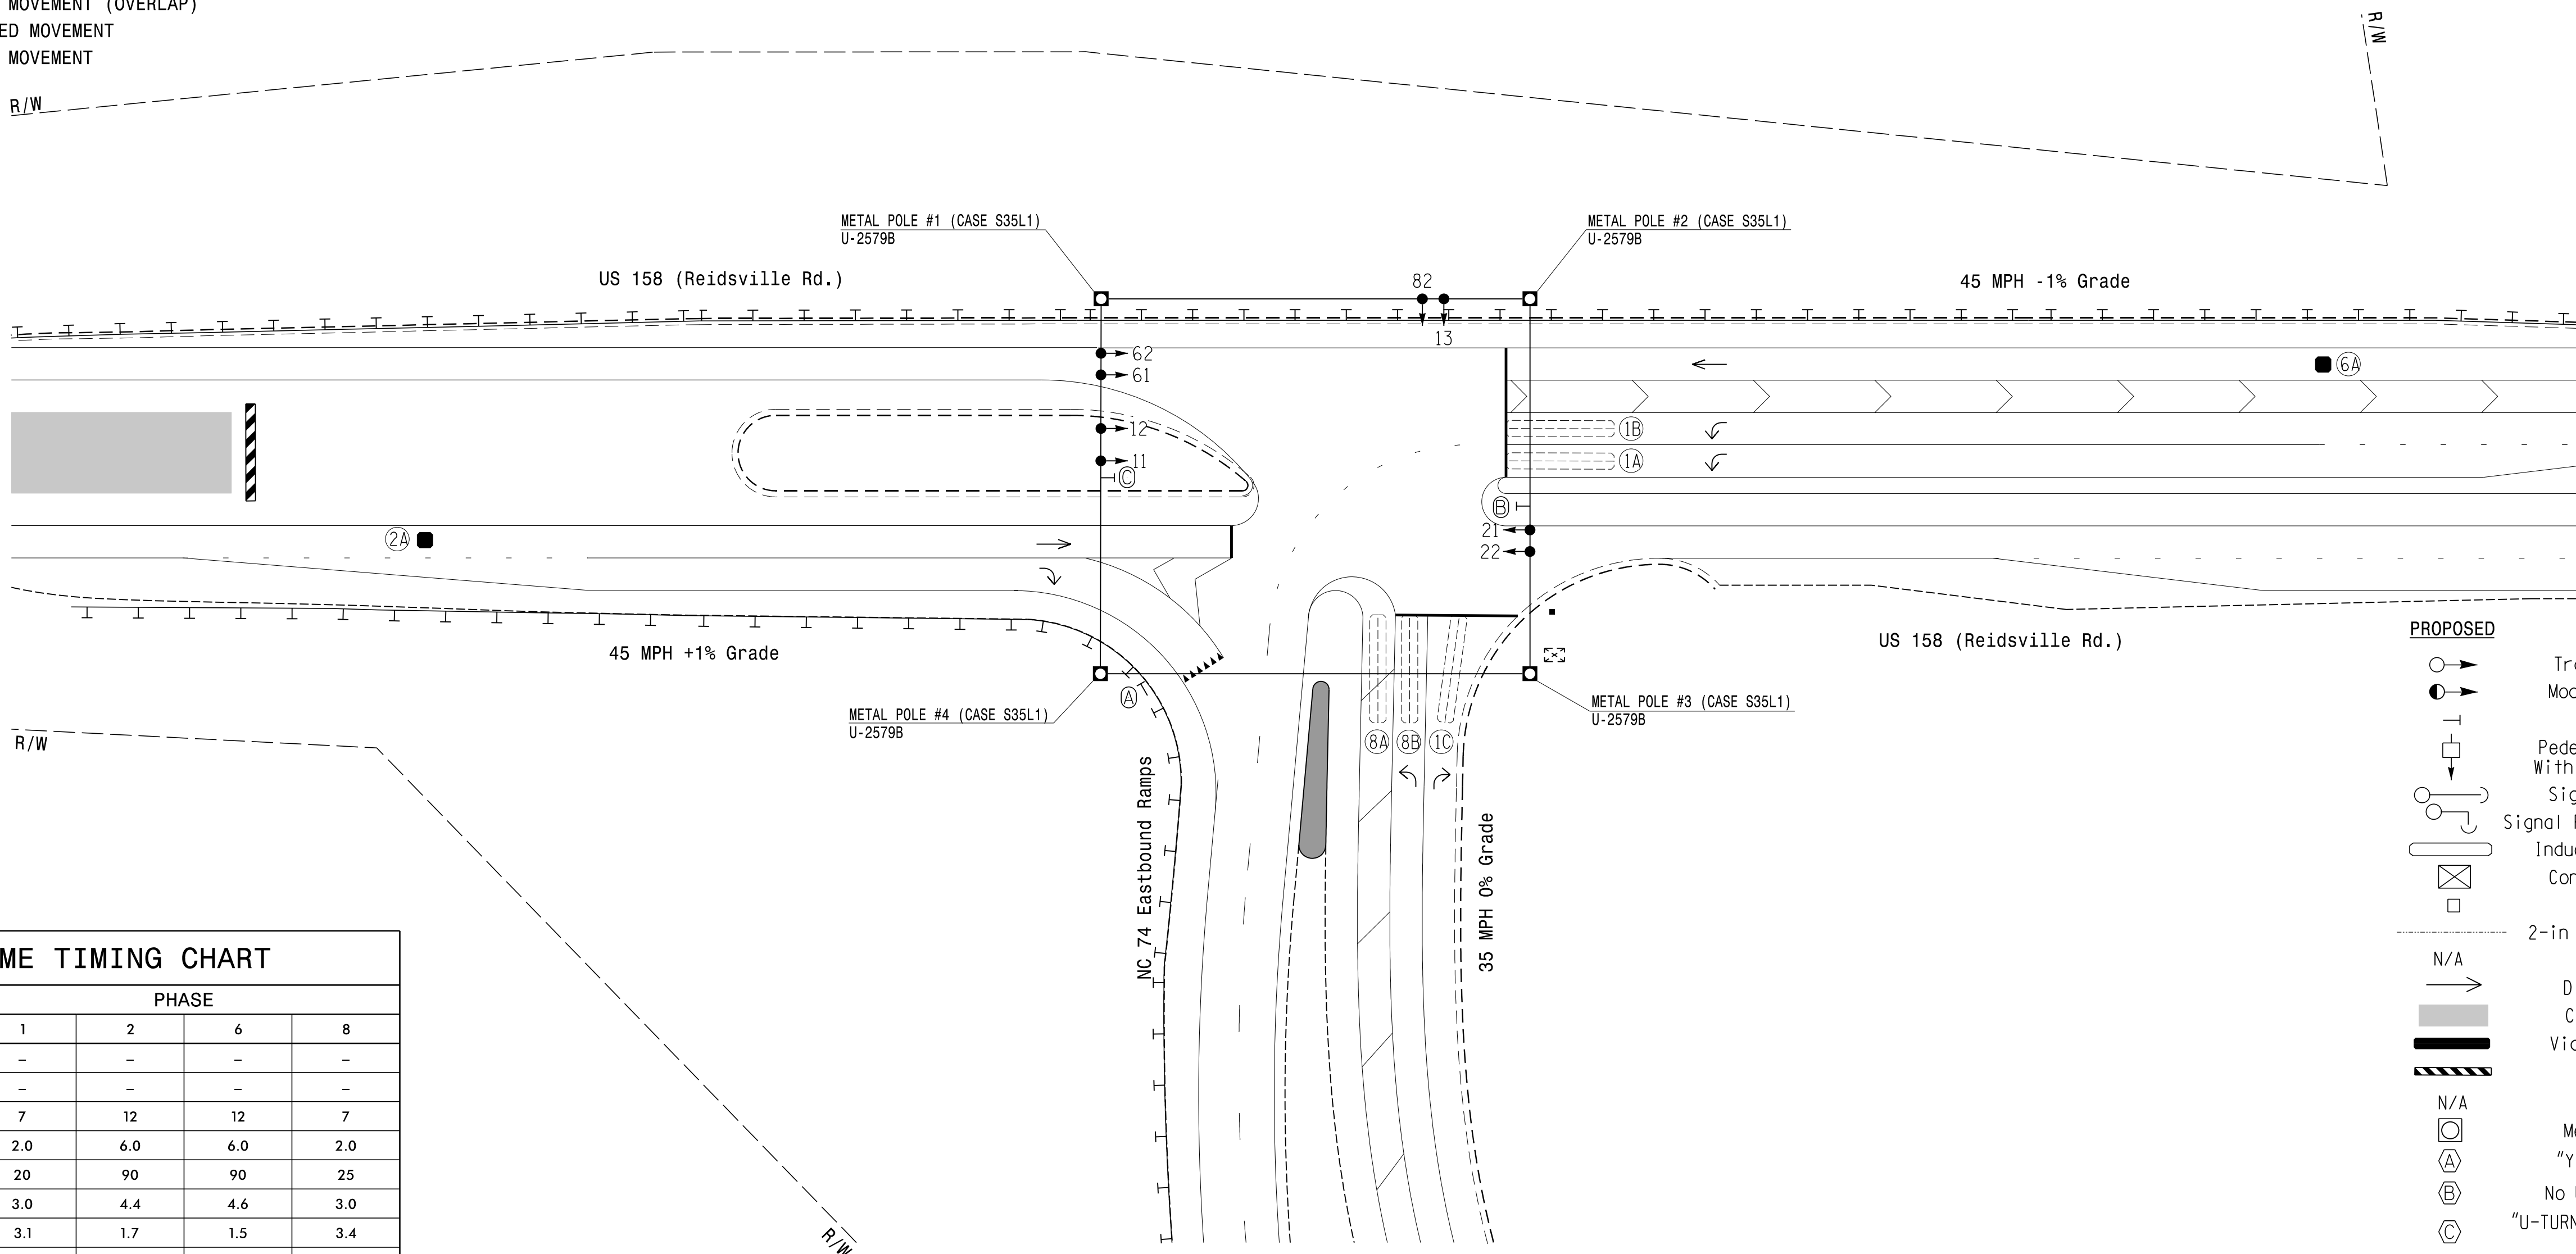 MOVEMENT (OVERLAP)
ED MOVEMENT
MOVEMENT
R/W
R/W
METAL POLE #1 (CASE S35L1)
U-2579B
METAL POLE #2 (CASE S35L1)
U-2579B
US 158 (Reidsville Rd.)
82
45 MPH -1% Grade
13
62
61
6A
12
1B
11
1A
C
B
21
2A
22
45 MPH +1% Grade
US 158 (Reidsville Rd.)
A
METAL POLE #4 (CASE S35L1)
U-2579B
METAL POLE #3 (CASE S35L1)
U-2579B
R/W
8A
8B
1C
NC 74 Eastbound Ramps
35 MPH 0% Grade
R/W
ME TIMING CHART
PHASE
1 2 6 8
– – – –
– – – –
7 12 12 7
2.0 6.0 6.0 2.0
20 90 90 25
3.0 4.4 4.6 3.0
3.1 1.7 1.5 3.4
PROPOSED
Tra
Mod
Pede
With
Sig
Signal P
Indu
Con
2-in
N/A
D
C
Vid
N/A
Me
A "Y
B No
C "U-TURN